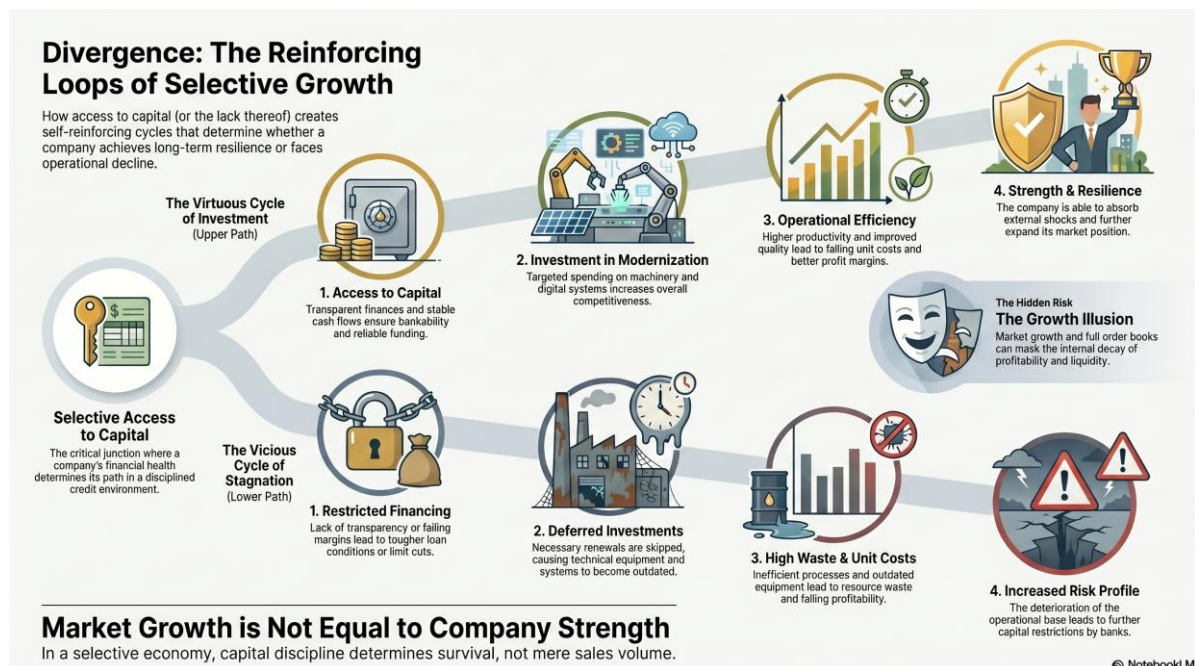 Divergence: The Reinforcing
Loops of Selective Growth
How access to capital (or the lack thereof) creates
self-reinforcing cycles that determine whether a
company achieves long-term resilience or faces
operational decline.
The Virtuous Cycle
of Investment
(Upper Path)
1. Access to Capital
Transparent finances and stable
cash flows ensure bankability
and reliable funding.
2. Investment in Modernization
Targeted spending on machinery and
digital systems increases overall
competitiveness.
3. Operational Efficiency
Higher productivity and improved
quality lead to falling unit costs and
better profit margins.
4. Strength & Resilience
The company is able to absorb
external shocks and further
expand its market position.
The Hidden Risk
The Growth Illusion
Market growth and full order books
can mask the internal decay of
profitability and liquidity.
$
Selective Access
to Capital
The critical junction where a
company's financial health
determines its path in a disciplined
credit environment.
The Vicious
Cycle of
Stagnation
(Lower Path)
1. Restricted Financing
Lack of transparency or failing
margins lead to tougher loan
conditions or limit cuts.
2. Deferred Investments
Necessary renewals are skipped,
causing technical equipment and
systems to become outdated.
3. High Waste & Unit Costs
Inefficient processes and outdated
equipment lead to resource waste
and falling profitability.
4. Increased Risk Profile
The deterioration of the
operational base leads to further
capital restrictions by banks.
Market Growth is Not Equal to Company Strength
In a selective economy, capital discipline determines survival, not mere sales volume.
NotebookLM